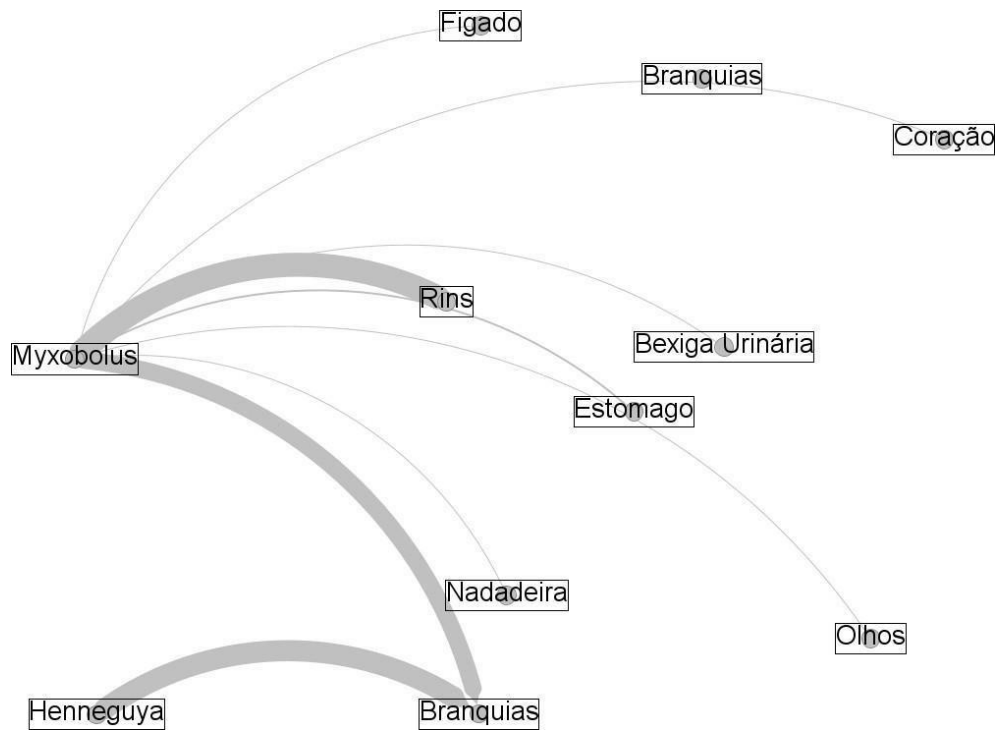 Figado
Branquias
Coração
Rins
Bexiga Urinária
Myxobolus
Estomago
Nadadeira
Olhos
Henneguya
Branquias